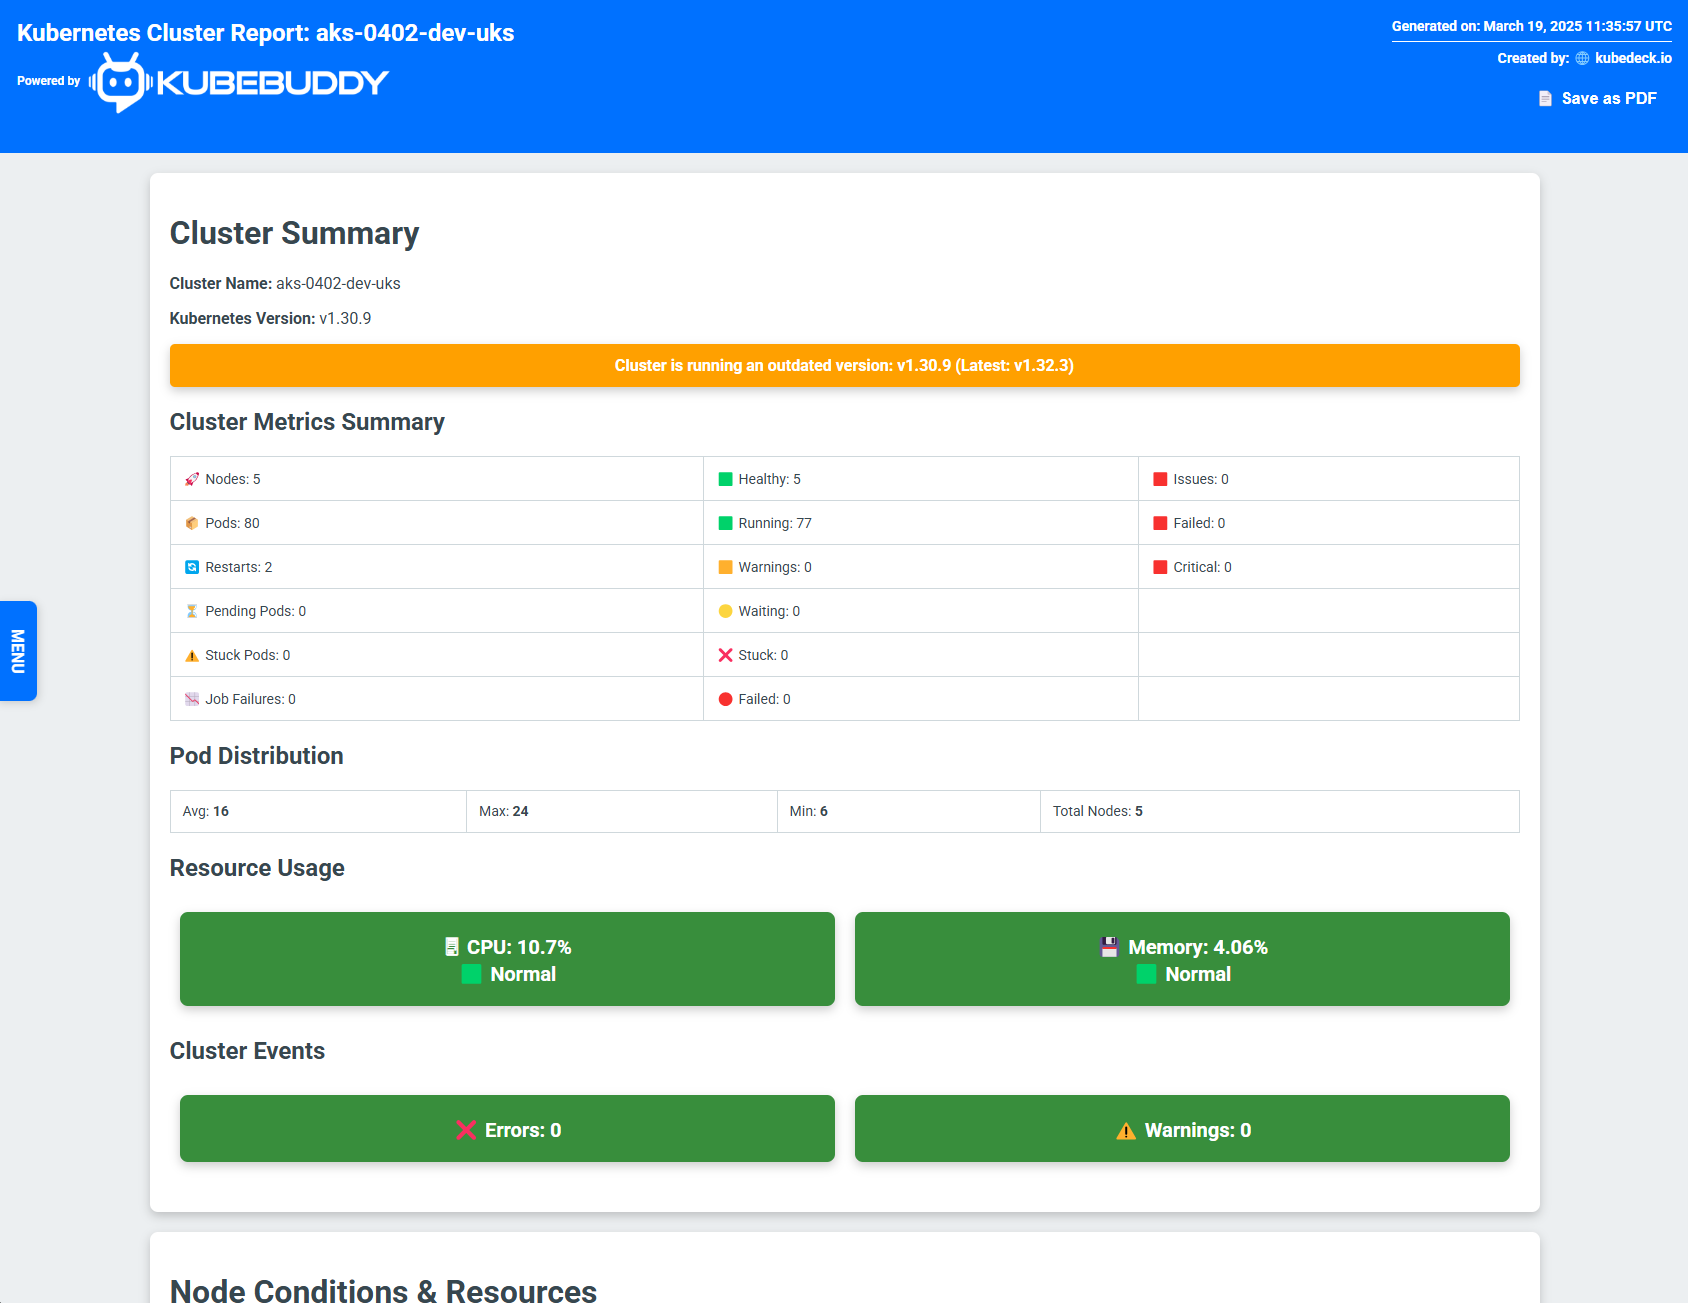 Kubernetes Cluster Report: aks-0402-dev-uks
Powered by KUBEBUDDY
Generated on: March 19, 2025 11:35:57 UTC
Created by: 🌐 kubedeck.io
📄 Save as PDF
MENU
Cluster Summary
Cluster Name: aks-0402-dev-uks
Kubernetes Version: v1.30.9
Cluster is running an outdated version: v1.30.9 (Latest: v1.32.3)
Cluster Metrics Summary
🚀 Nodes: 5 🟩 Healthy: 5 🟥 Issues: 0
📦 Pods: 80 🟩 Running: 77 🟥 Failed: 0
🔄 Restarts: 2 🟧 Warnings: 0 🟥 Critical: 0
⏳ Pending Pods: 0 🟡 Waiting: 0
⚠️ Stuck Pods: 0 ❌ Stuck: 0
📉 Job Failures: 0 🔴 Failed: 0
Pod Distribution
Avg: 16 Max: 24 Min: 6 Total Nodes: 5
Resource Usage
🖥 CPU: 10.7%
🟩 Normal
💾 Memory: 4.06%
🟩 Normal
Cluster Events
❌ Errors: 0
⚠️ Warnings: 0
Node Conditions & Resources